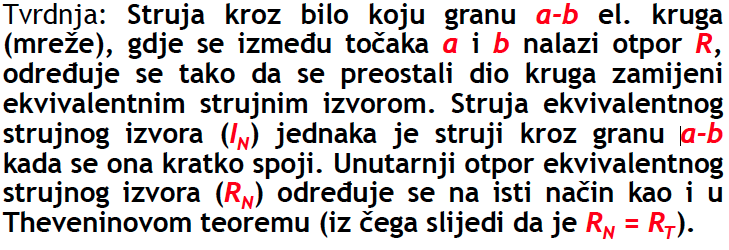 Tvrdnja: Struja kroz bilo koju granu a-b el. kruga
(mreže), gdje se između točaka a i b nalazi otpor R,
određuje se tako da se preostali dio kruga zamijeni
ekvivalentnim strujnim izvorom. Struja ekvivalentnog
strujnog izvora (I_N) jednaka je struji kroz granu a-b
kada se ona kratko spoji. Unutarnji otpor ekvivalentnog
strujnog izvora (R_N) određuje se na isti način kao i u
Theveninovom teoremu (iz čega slijedi da je R_N = R_T).